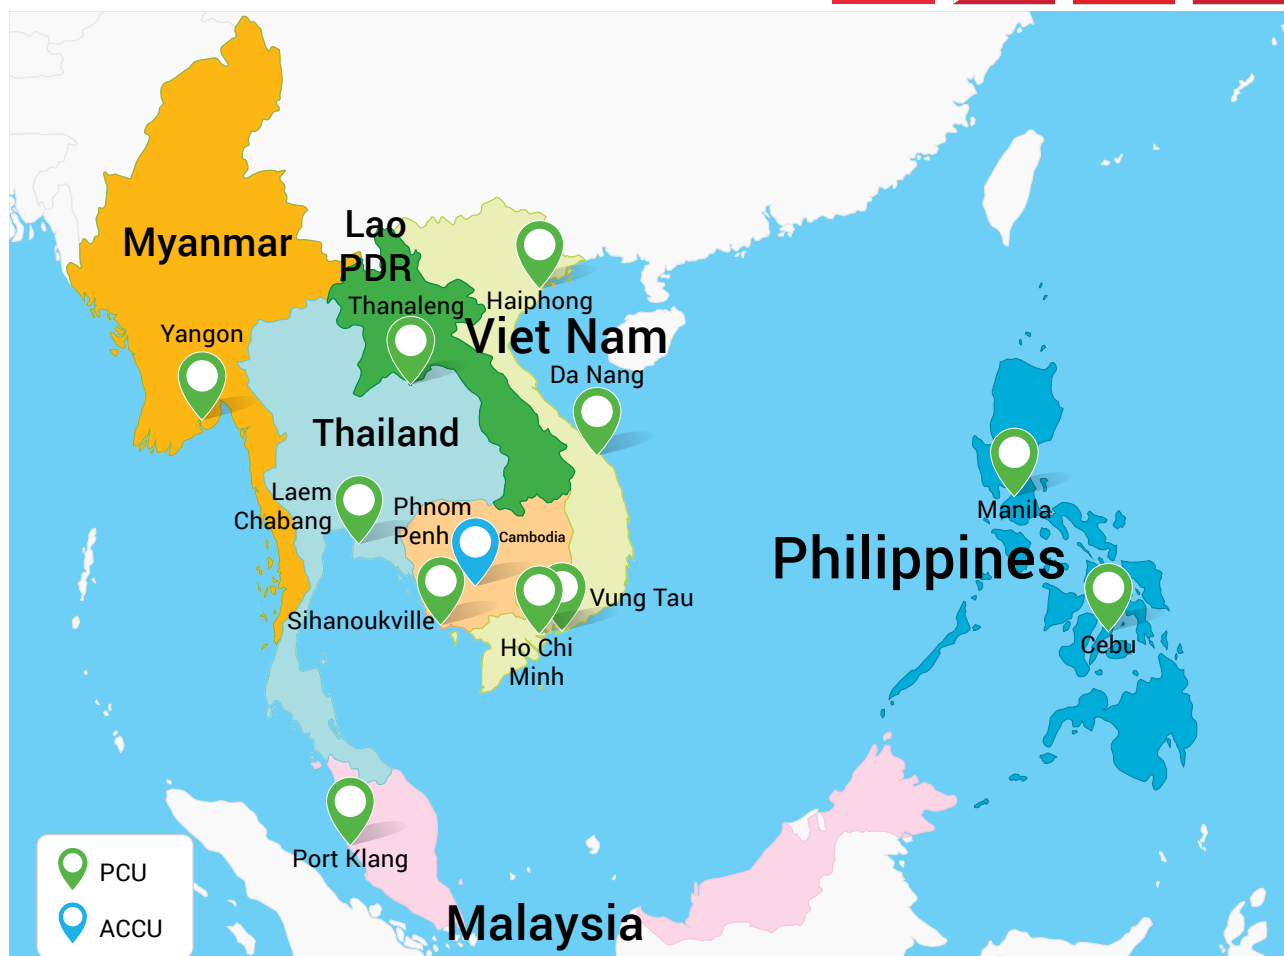 Myanmar
Lao
PDR
Thanaleng
Haiphong
Viet Nam
Yangon
Da Nang
Thailand
Laem
Chabang
Phnom
Penh
Cambodia
Manila
Philippines
Sihanoukville
Vung Tau
Ho Chi
Minh
Cebu
Port Klang
Malaysia
PCU
ACCU